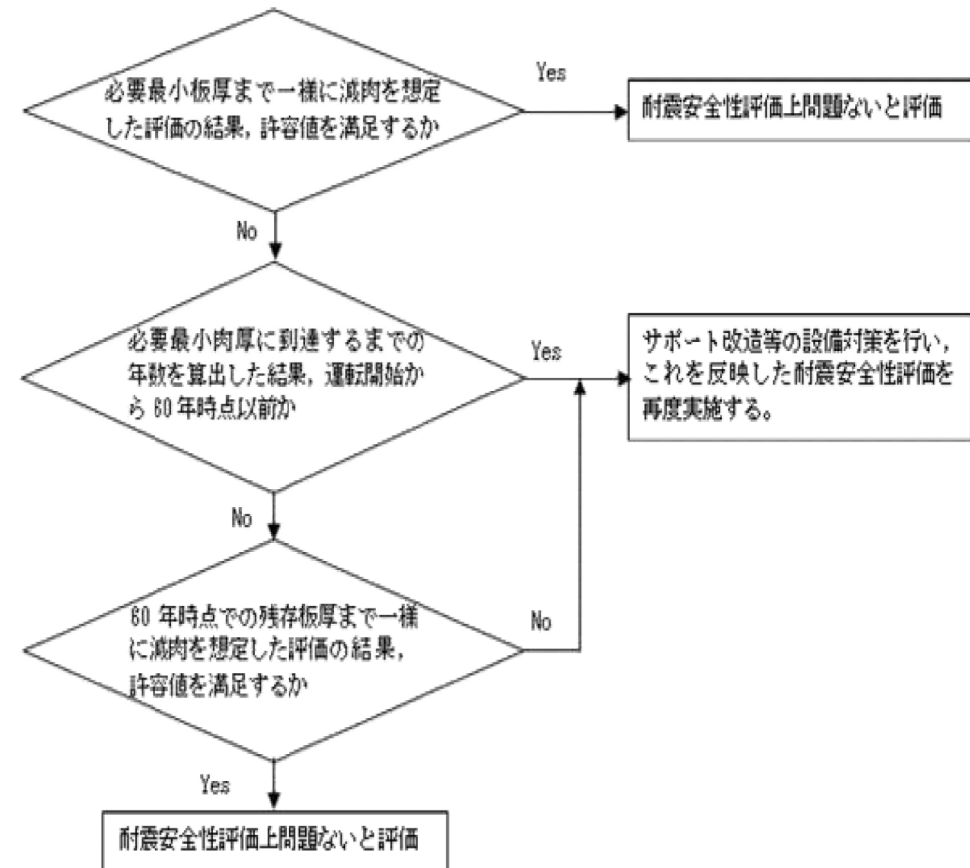 必要最小板厚まで一様に減肉を想定
した評価の結果，許容値を満足するか
Yes
耐震安全性評価上問題ないと評価
No
必要最小肉厚に到達するまでの
年数を算出した結果，運転開始か
ら 60 年時点以前か
Yes
サポート改造等の設備対策を行い，
これを反映した耐震安全性評価を
再度実施する。
No
60 年時点での残存板厚まで一様
に減肉を想定した評価の結果，
許容値を満足するか
No
Yes
耐震安全性評価上問題ないと評価